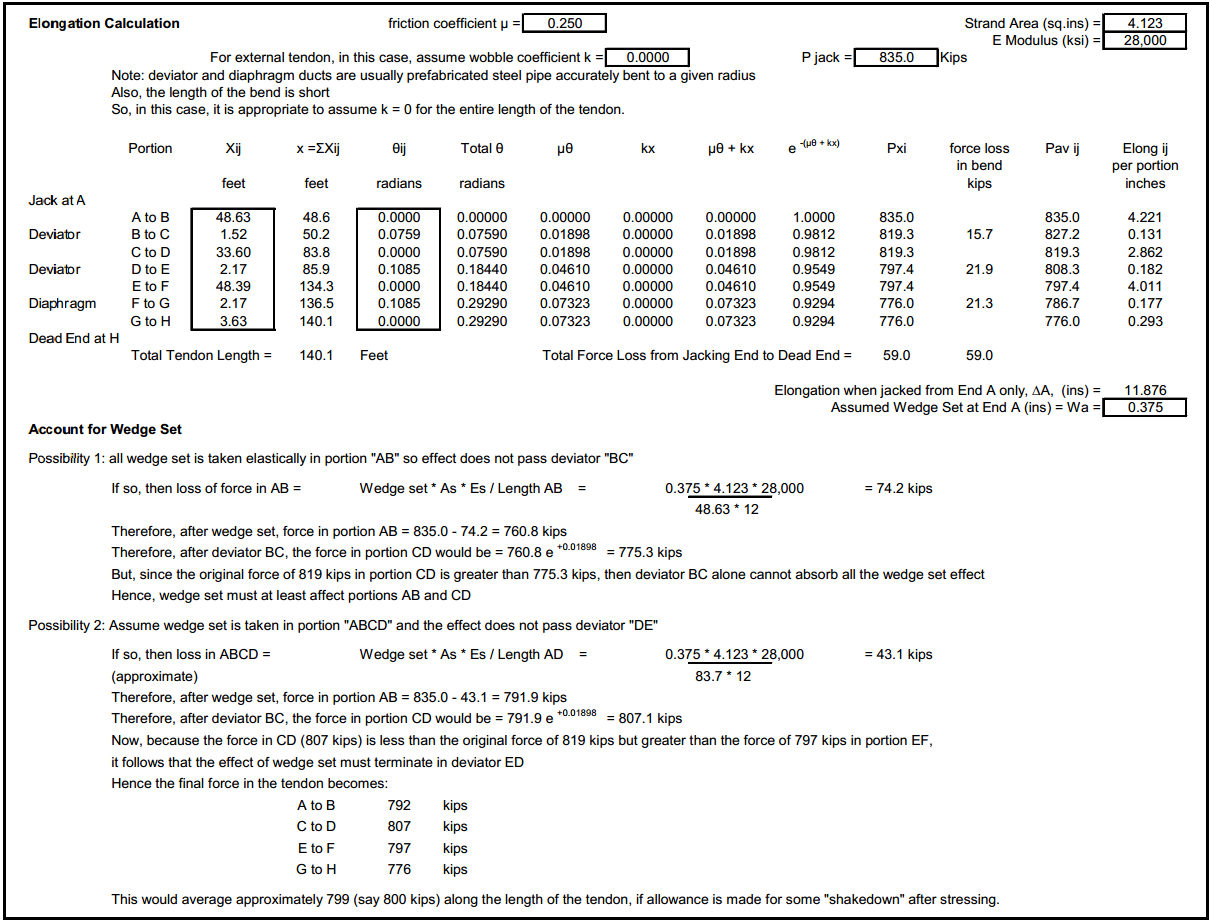 Elongation Calculation friction coefficient μ = 0.250 Strand Area (sq.ins) = 4.123
E Modulus (ksi) = 28,000
For external tendon, in this case, assume wobble coefficient k = 0.0000 P jack = 835.0 Kips
Note: deviator and diaphragm ducts are usually prefabricated steel pipe accurately bent to a given radius
Also, the length of the bend is short
So, in this case, it is appropriate to assume k = 0 for the entire length of the tendon.
Portion Xij x =ΣXij θij Total θ μθ kx μθ + kx e -(μθ + kx) Pxi force loss Pav ij Elong ij
in bend per portion
feet feet radians radians kips inches
Jack at A
A to B 48.63 48.6 0.0000 0.00000 0.00000 0.00000 0.00000 1.0000 835.0 835.0 4.221
Deviator B to C 1.52 50.2 0.0759 0.07590 0.01898 0.00000 0.01898 0.9812 819.3 15.7 827.2 0.131
C to D 33.60 83.8 0.0000 0.07590 0.01898 0.00000 0.01898 0.9812 819.3 819.3 2.862
Deviator D to E 2.17 85.9 0.1085 0.18440 0.04610 0.00000 0.04610 0.9549 797.4 21.9 808.3 0.182
E to F 48.39 134.3 0.0000 0.18440 0.04610 0.00000 0.04610 0.9549 797.4 797.4 4.011
Diaphragm F to G 2.17 136.5 0.1085 0.29290 0.07323 0.00000 0.07323 0.9294 776.0 21.3 786.7 0.177
G to H 3.63 140.1 0.0000 0.29290 0.07323 0.00000 0.07323 0.9294 776.0 776.0 0.293
Dead End at H
Total Tendon Length = 140.1 Feet Total Force Loss from Jacking End to Dead End = 59.0 59.0
Elongation when jacked from End A only, ΔA, (ins) = 11.876
Assumed Wedge Set at End A (ins) = Wa = 0.375
Account for Wedge Set
Possibility 1: all wedge set is taken elastically in portion "AB" so effect does not pass deviator "BC"
If so, then loss of force in AB = Wedge set * As * Es / Length AB = 0.375 * 4.123 * 28,000 = 74.2 kips
48.63 * 12
Therefore, after wedge set, force in portion AB = 835.0 - 74.2 = 760.8 kips
Therefore, after deviator BC, the force in portion CD would be = 760.8 e +0.01898 = 775.3 kips
But, since the original force of 819 kips in portion CD is greater than 775.3 kips, then deviator BC alone cannot absorb all the wedge set effect
Hence, wedge set must at least affect portions AB and CD
Possibility 2: Assume wedge set is taken in portion "ABCD" and the effect does not pass deviator "DE"
If so, then loss in ABCD = Wedge set * As * Es / Length AD = 0.375 * 4.123 * 28,000 = 43.1 kips
(approximate) 83.7 * 12
Therefore, after wedge set, force in portion AB = 835.0 - 43.1 = 791.9 kips
Therefore, after deviator BC, the force in portion CD would be = 791.9 e +0.01898 = 807.1 kips
Now, because the force in CD (807 kips) is less than the original force of 819 kips but greater than the force of 797 kips in portion EF,
it follows that the effect of wedge set must terminate in deviator ED
Hence the final force in the tendon becomes:
A to B 792 kips
C to D 807 kips
E to F 797 kips
G to H 776 kips
This would average approximately 799 (say 800 kips) along the length of the tendon, if allowance is made for some "shakedown" after stressing.